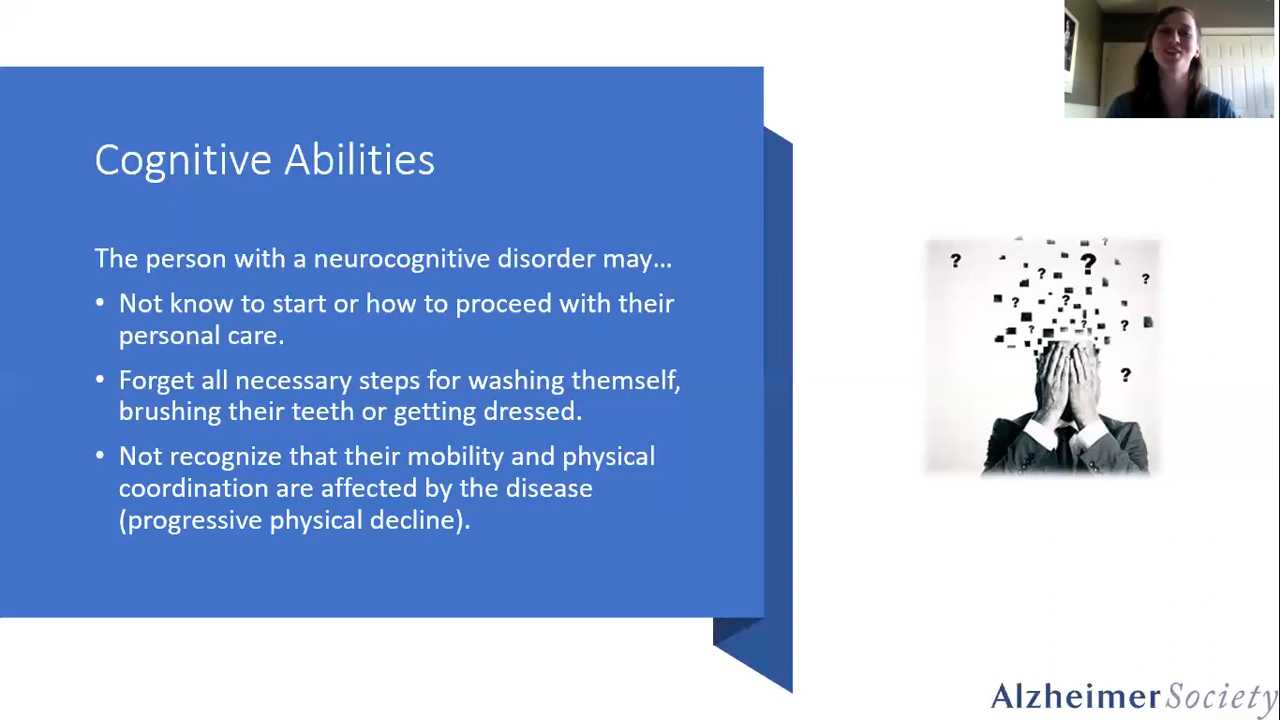 Cognitive Abilities
The person with a neurocognitive disorder may...
• Not know to start or how to proceed with their
personal care.
• Forget all necessary steps for washing themself,
brushing their teeth or getting dressed.
• Not recognize that their mobility and physical
coordination are affected by the disease
(progressive physical decline).
? ? ? ? ? ? ? ? ? ? ?
AlzheimerSociety